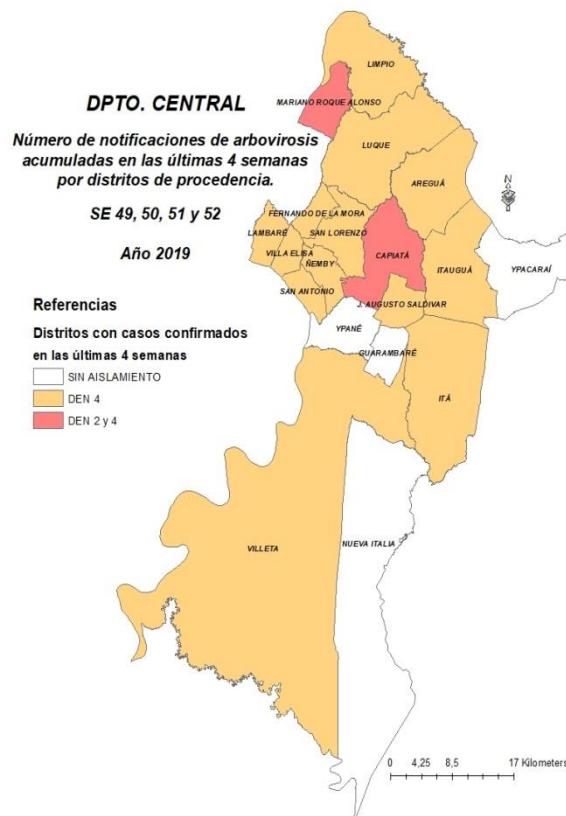 DPTO. CENTRAL
Número de notificaciones de arbovirosis
acumuladas en las últimas 4 semanas
por distritos de procedencia.
SE 49, 50, 51 y 52
Año 2019
Referencias
Distritos con casos confirmados
en las últimas 4 semanas
SIN AISLAMIENTO
DEN 4
DEN 2 y 4
LIMPIO
MARIANO ROQUE ALONSO
LUQUE
AREGUÁ
FERNANDO DE LA MORA
LAMBARÉ
SAN LORENZO
CAPIATÁ
VILLA ELISA
ÑEMBY
ITAUGUÁ
YPACARAÍ
SAN ANTONIO
J. AUGUSTO SALDIVAR
YPANÉ
GUARAMBARÉ
ITÁ
VILLETA
NUEVA ITALIA
N
0 4,25 8,5 17 Kilometers